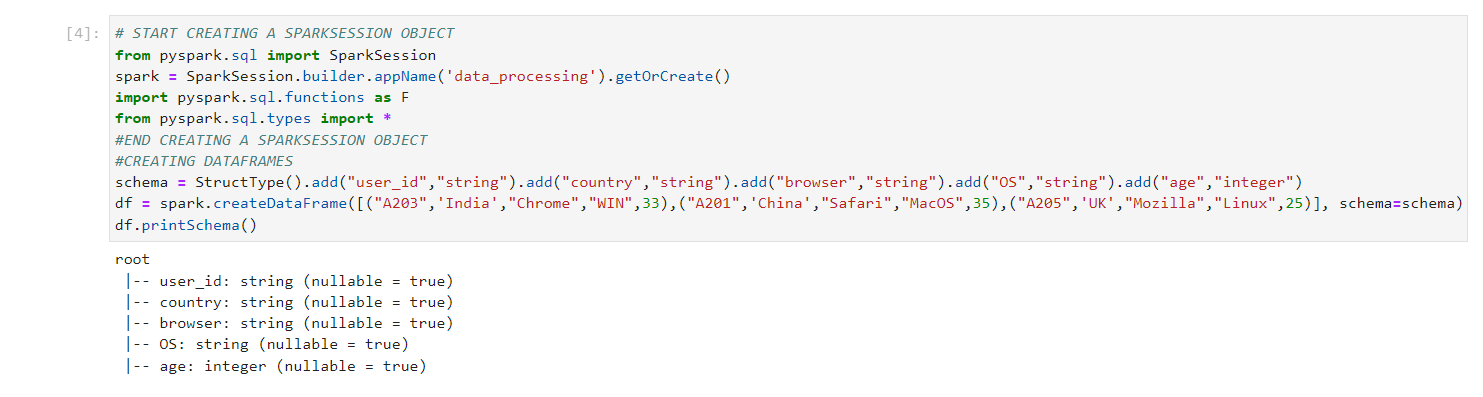 [4]: # START CREATING A SPARKSESSION OBJECT
from pyspark.sql import SparkSession
spark = SparkSession.builder.appName('data_processing').getOrCreate()
import pyspark.sql.functions as F
from pyspark.sql.types import *
#END CREATING A SPARKSESSION OBJECT
#CREATING DATAFRAMES
schema = StructType().add("user_id","string").add("country","string").add("browser","string").add("OS","string").add("age","integer")
df = spark.createDataFrame([("A203",'India',"Chrome","WIN",33),("A201",'China',"Safari","MacOS",35),("A205",'UK',"Mozilla","Linux",25)], schema=schema)
df.printSchema()
root
 |-- user_id: string (nullable = true)
 |-- country: string (nullable = true)
 |-- browser: string (nullable = true)
 |-- OS: string (nullable = true)
 |-- age: integer (nullable = true)